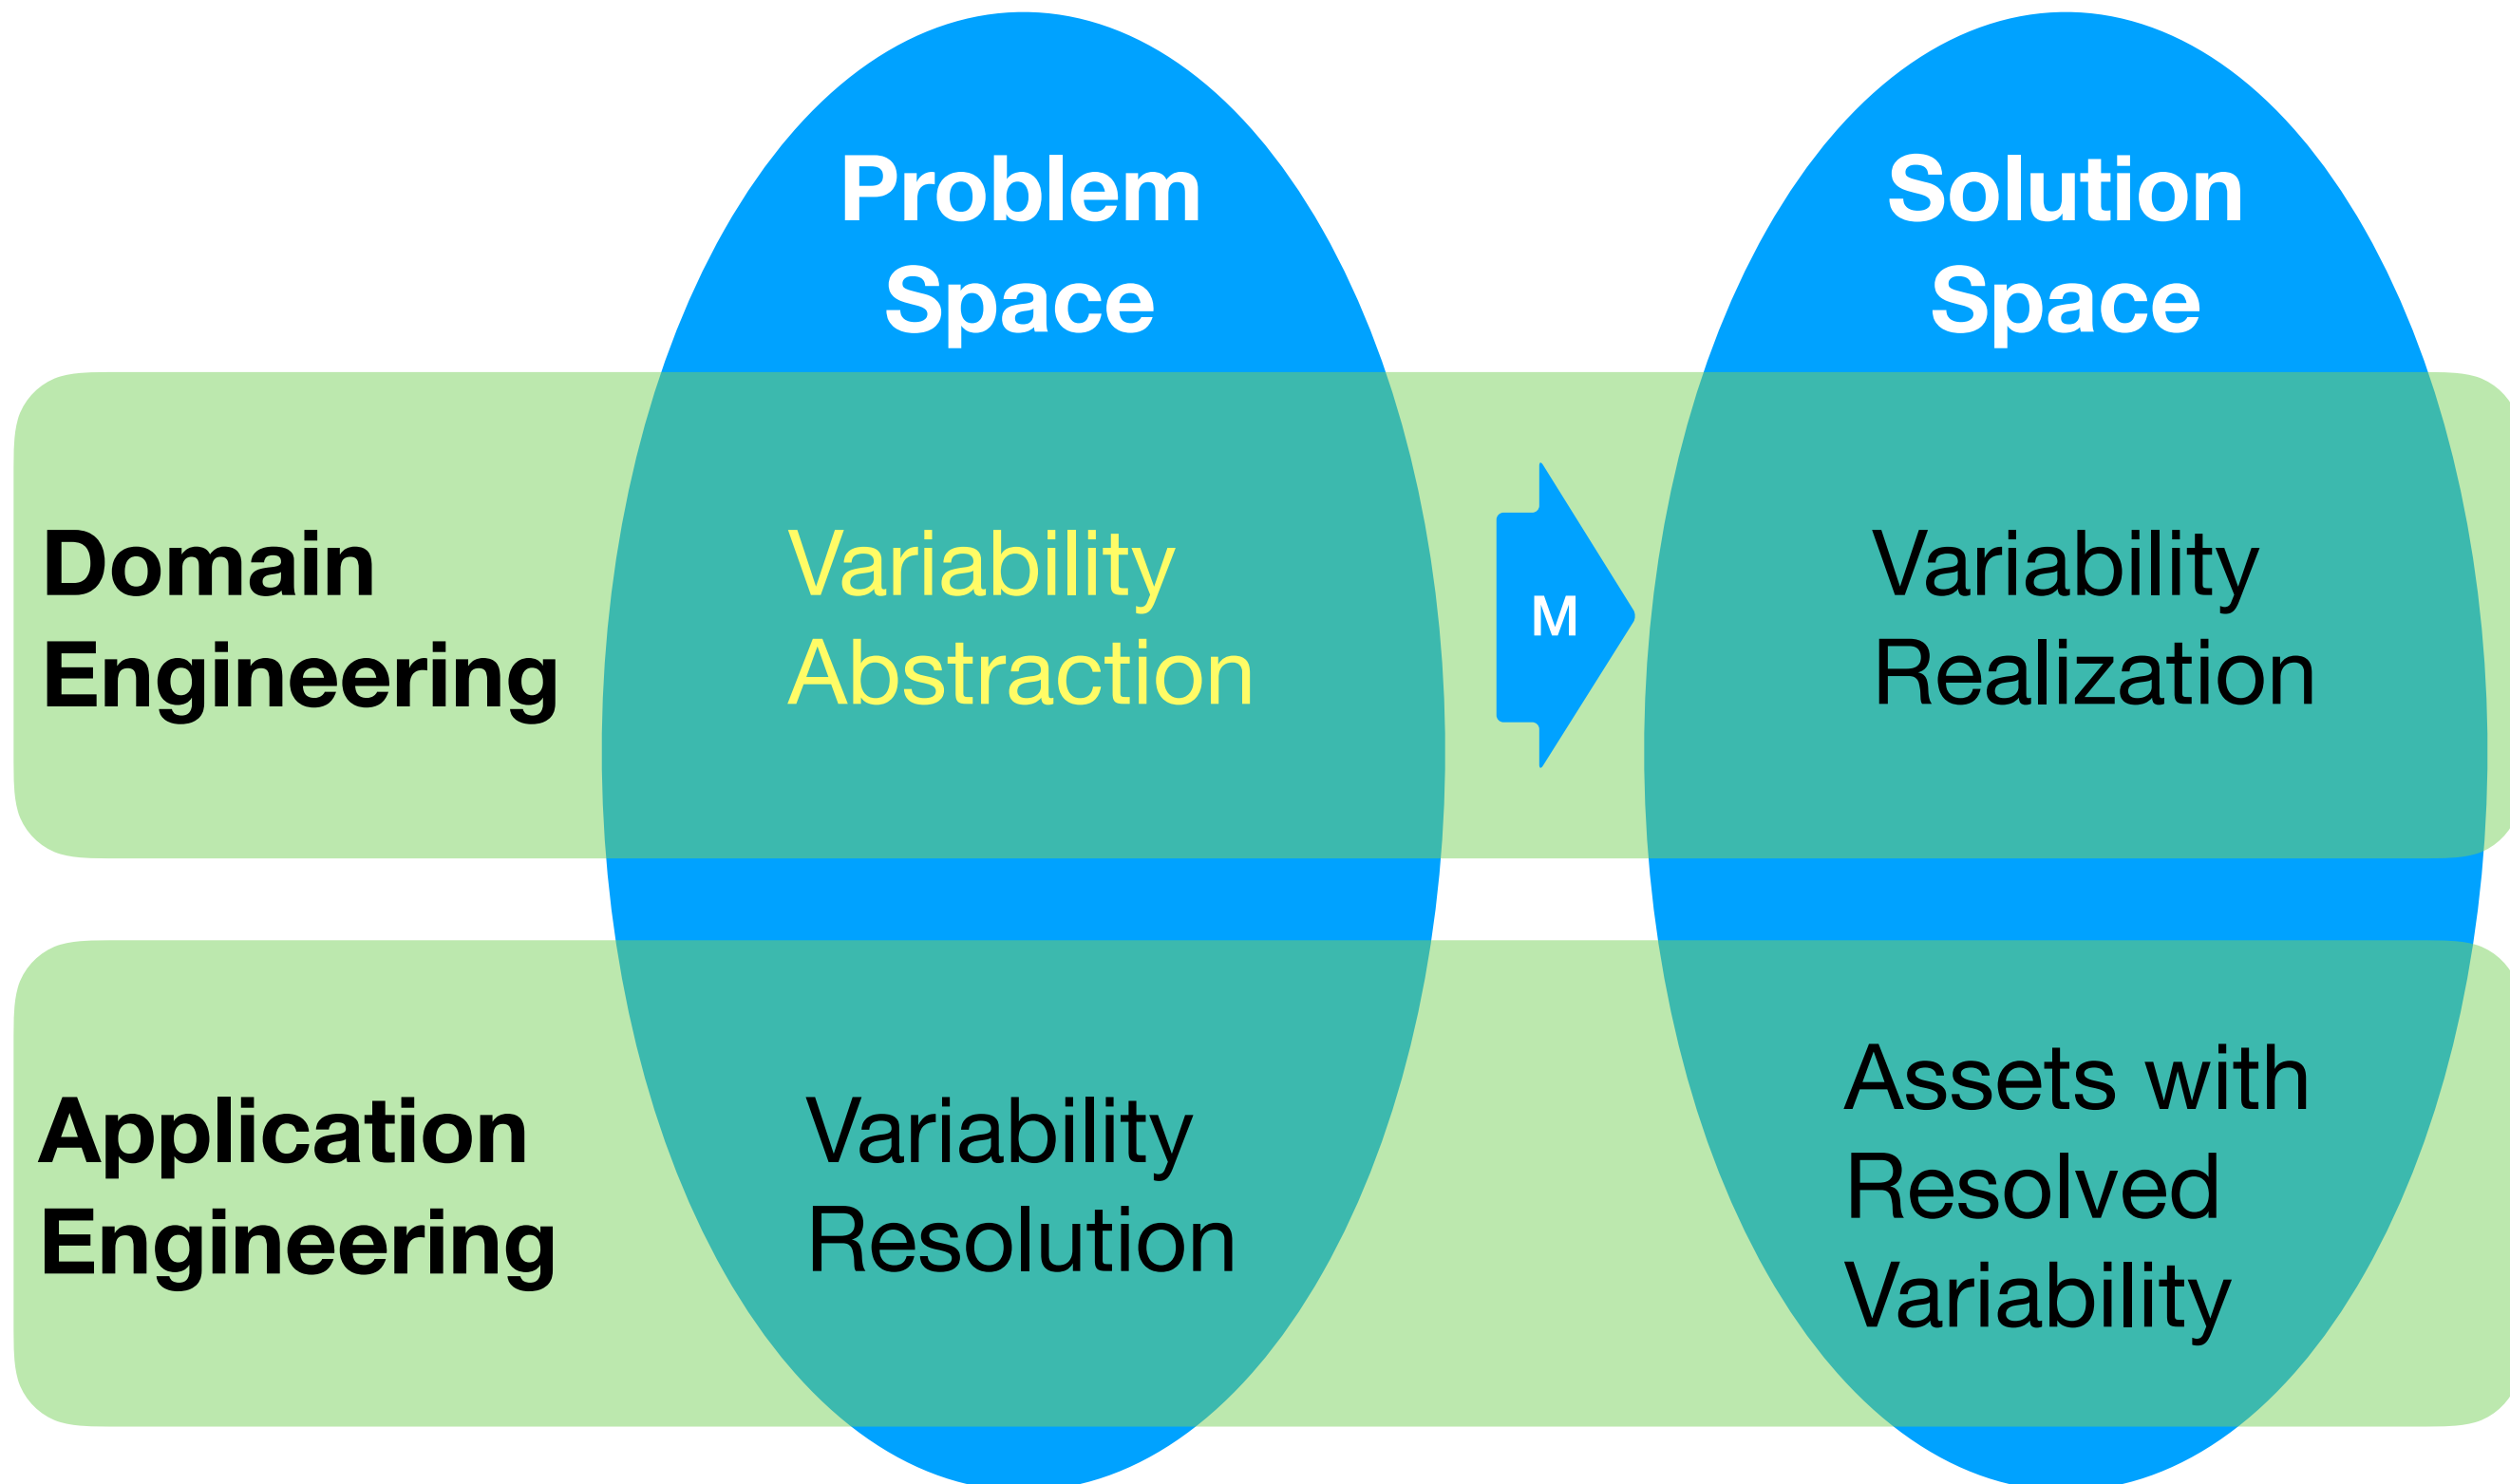 Problem
Space
Solution
Space
Domain
Engineering
Variability
Abstraction
M
Variability
Realization
Application
Engineering
Variability
Resolution
Assets with
Resolved
Variability